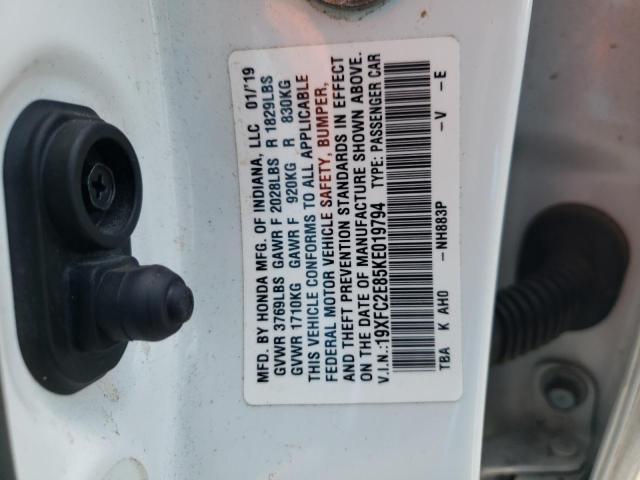 MFD. BY HONDA MFG. OF INDIANA, LLC 01/'19
GVWR 3769LBS GAWR F 2028LBS R 1829LBS
GVWR 1710KG GAWR F 920KG R 830KG
THIS VEHICLE CONFORMS TO ALL APPLICABLE
FEDERAL MOTOR VEHICLE SAFETY, BUMPER,
AND THEFT PREVENTION STANDARDS IN EFFECT
ON THE DATE OF MANUFACTURE SHOWN ABOVE.
V.I.N.:19XFC2F85KE019794 TYPE: PASSENGER CAR
TBA K AH0 -NH883P -V -E